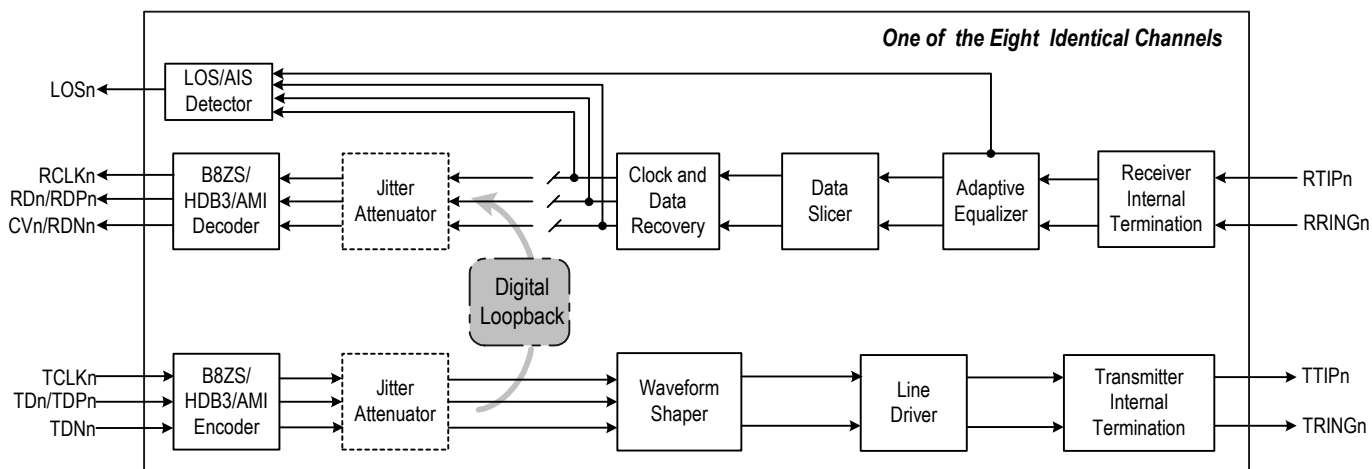 One of the Eight Identical Channels
LOSn
LOS/AIS
Detector
RCLKn
RDn/RDPn
CVn/RDNn
B8ZS/
HDB3/AMI
Decoder
Jitter
Attenuator
Clock and
Data
Recovery
Data
Slicer
Adaptive
Equalizer
Receiver
Internal
Termination
RTIPn
RRINGn
Digital
Loopback
TCLKn
TDn/TDPn
TDNn
B8ZS/
HDB3/AMI
Encoder
Jitter
Attenuator
Waveform
Shaper
Line
Driver
Transmitter
Internal
Termination
TTIPn
TRINGn